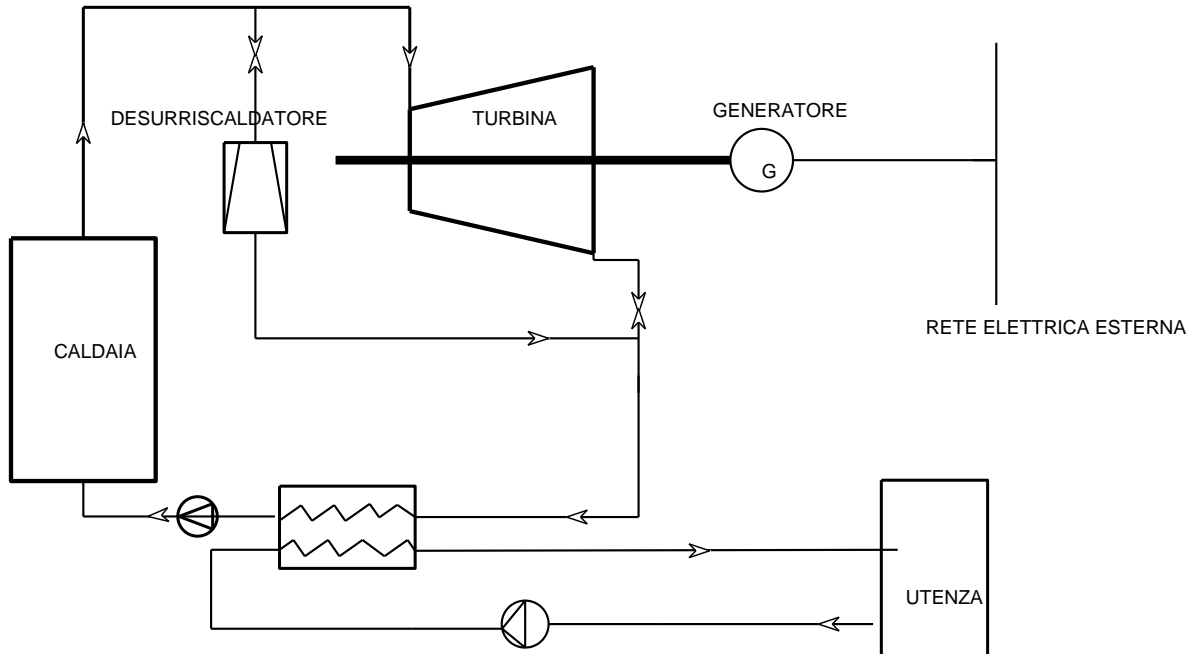 DESURRISCALDATORE
TURBINA
GENERATORE
G
RETE ELETTRICA ESTERNA
CALDAIA
UTENZA